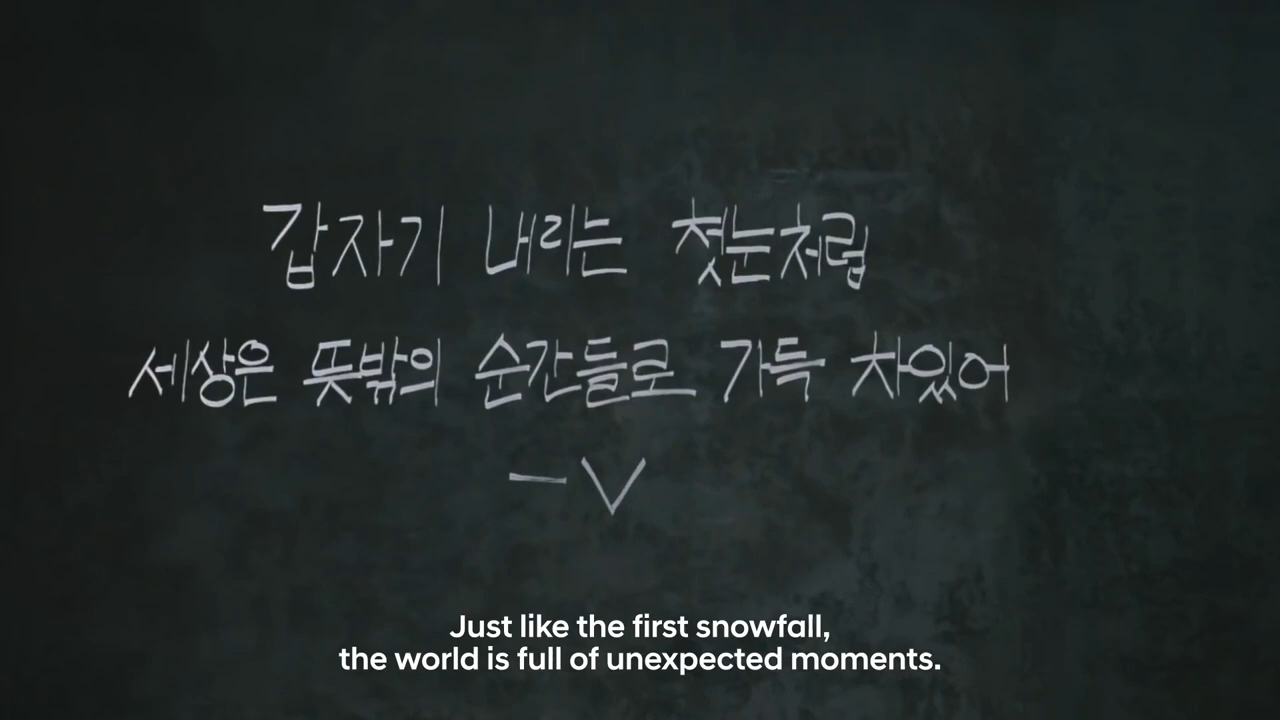 갑자기 내리는 첫눈처럼
세상은 뜻밖의 순간들로 가득 차있어
- V
Just like the first snowfall,
the world is full of unexpected moments.